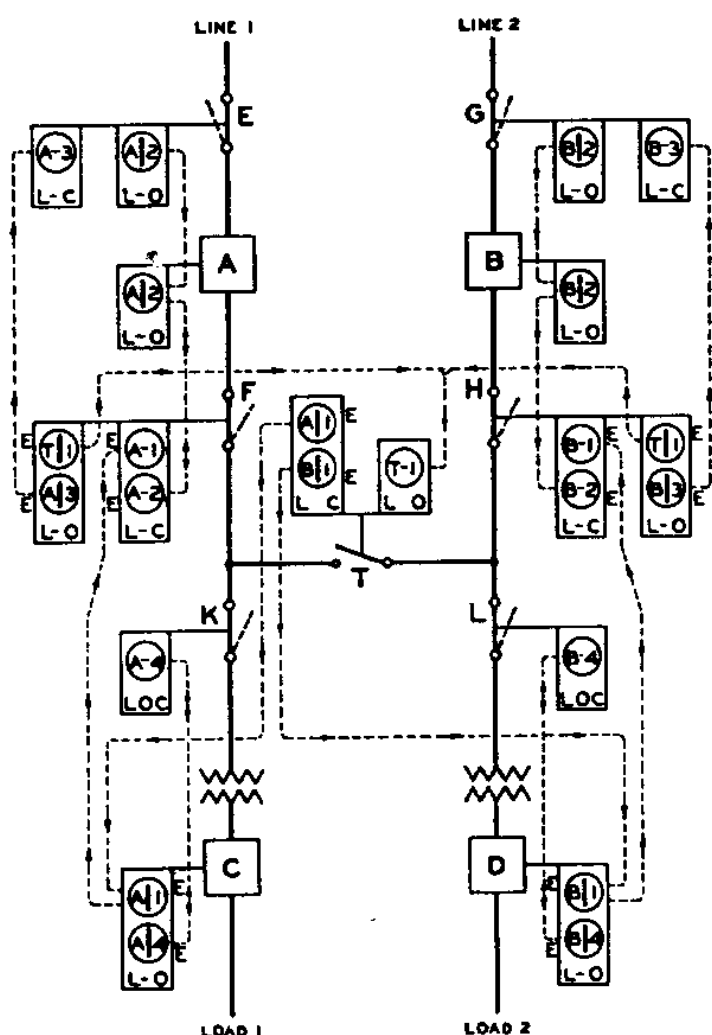 LINE 1 LINE 2
E G
A-3 A-2 B-2 B-3
L-C L-O L-O L-C
A B
A-2 B-2
L-O L-O
F H
E T-1 E A-1 A-1 E T-1 B-1 E T-1 E
E A-3 A-2 B-1 E B-2 B-3 E
L-O L-C L C L O L-C L-O
T
K L
A-4 B-4
LOC LOC
C D
A-1 E E B-1
A-4 E E B-4
L-O L-O
LOAD 1 LOAD 2